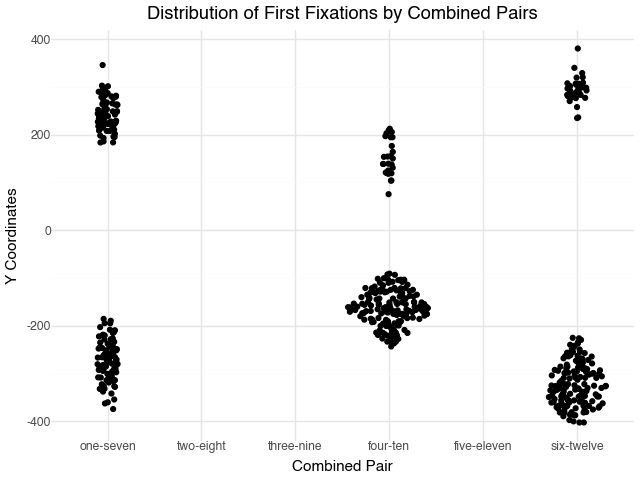 Distribution of First Fixations by Combined Pairs
400
200
0
-200
-400
Y Coordinates
one-seven two-eight three-nine four-ten five-eleven six-twelve
Combined Pair